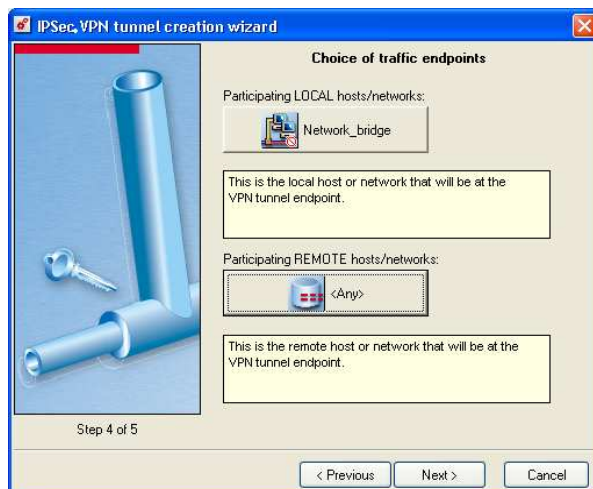 IPSec VPN tunnel creation wizard
Choice of traffic endpoints
Participating LOCAL hosts/networks:
Network_bridge
This is the local host or network that will be at the
VPN tunnel endpoint.
Participating REMOTE hosts/networks:
<Any>
This is the remote host or network that will be at the
VPN tunnel endpoint.
Step 4 of 5
< Previous
Next >
Cancel